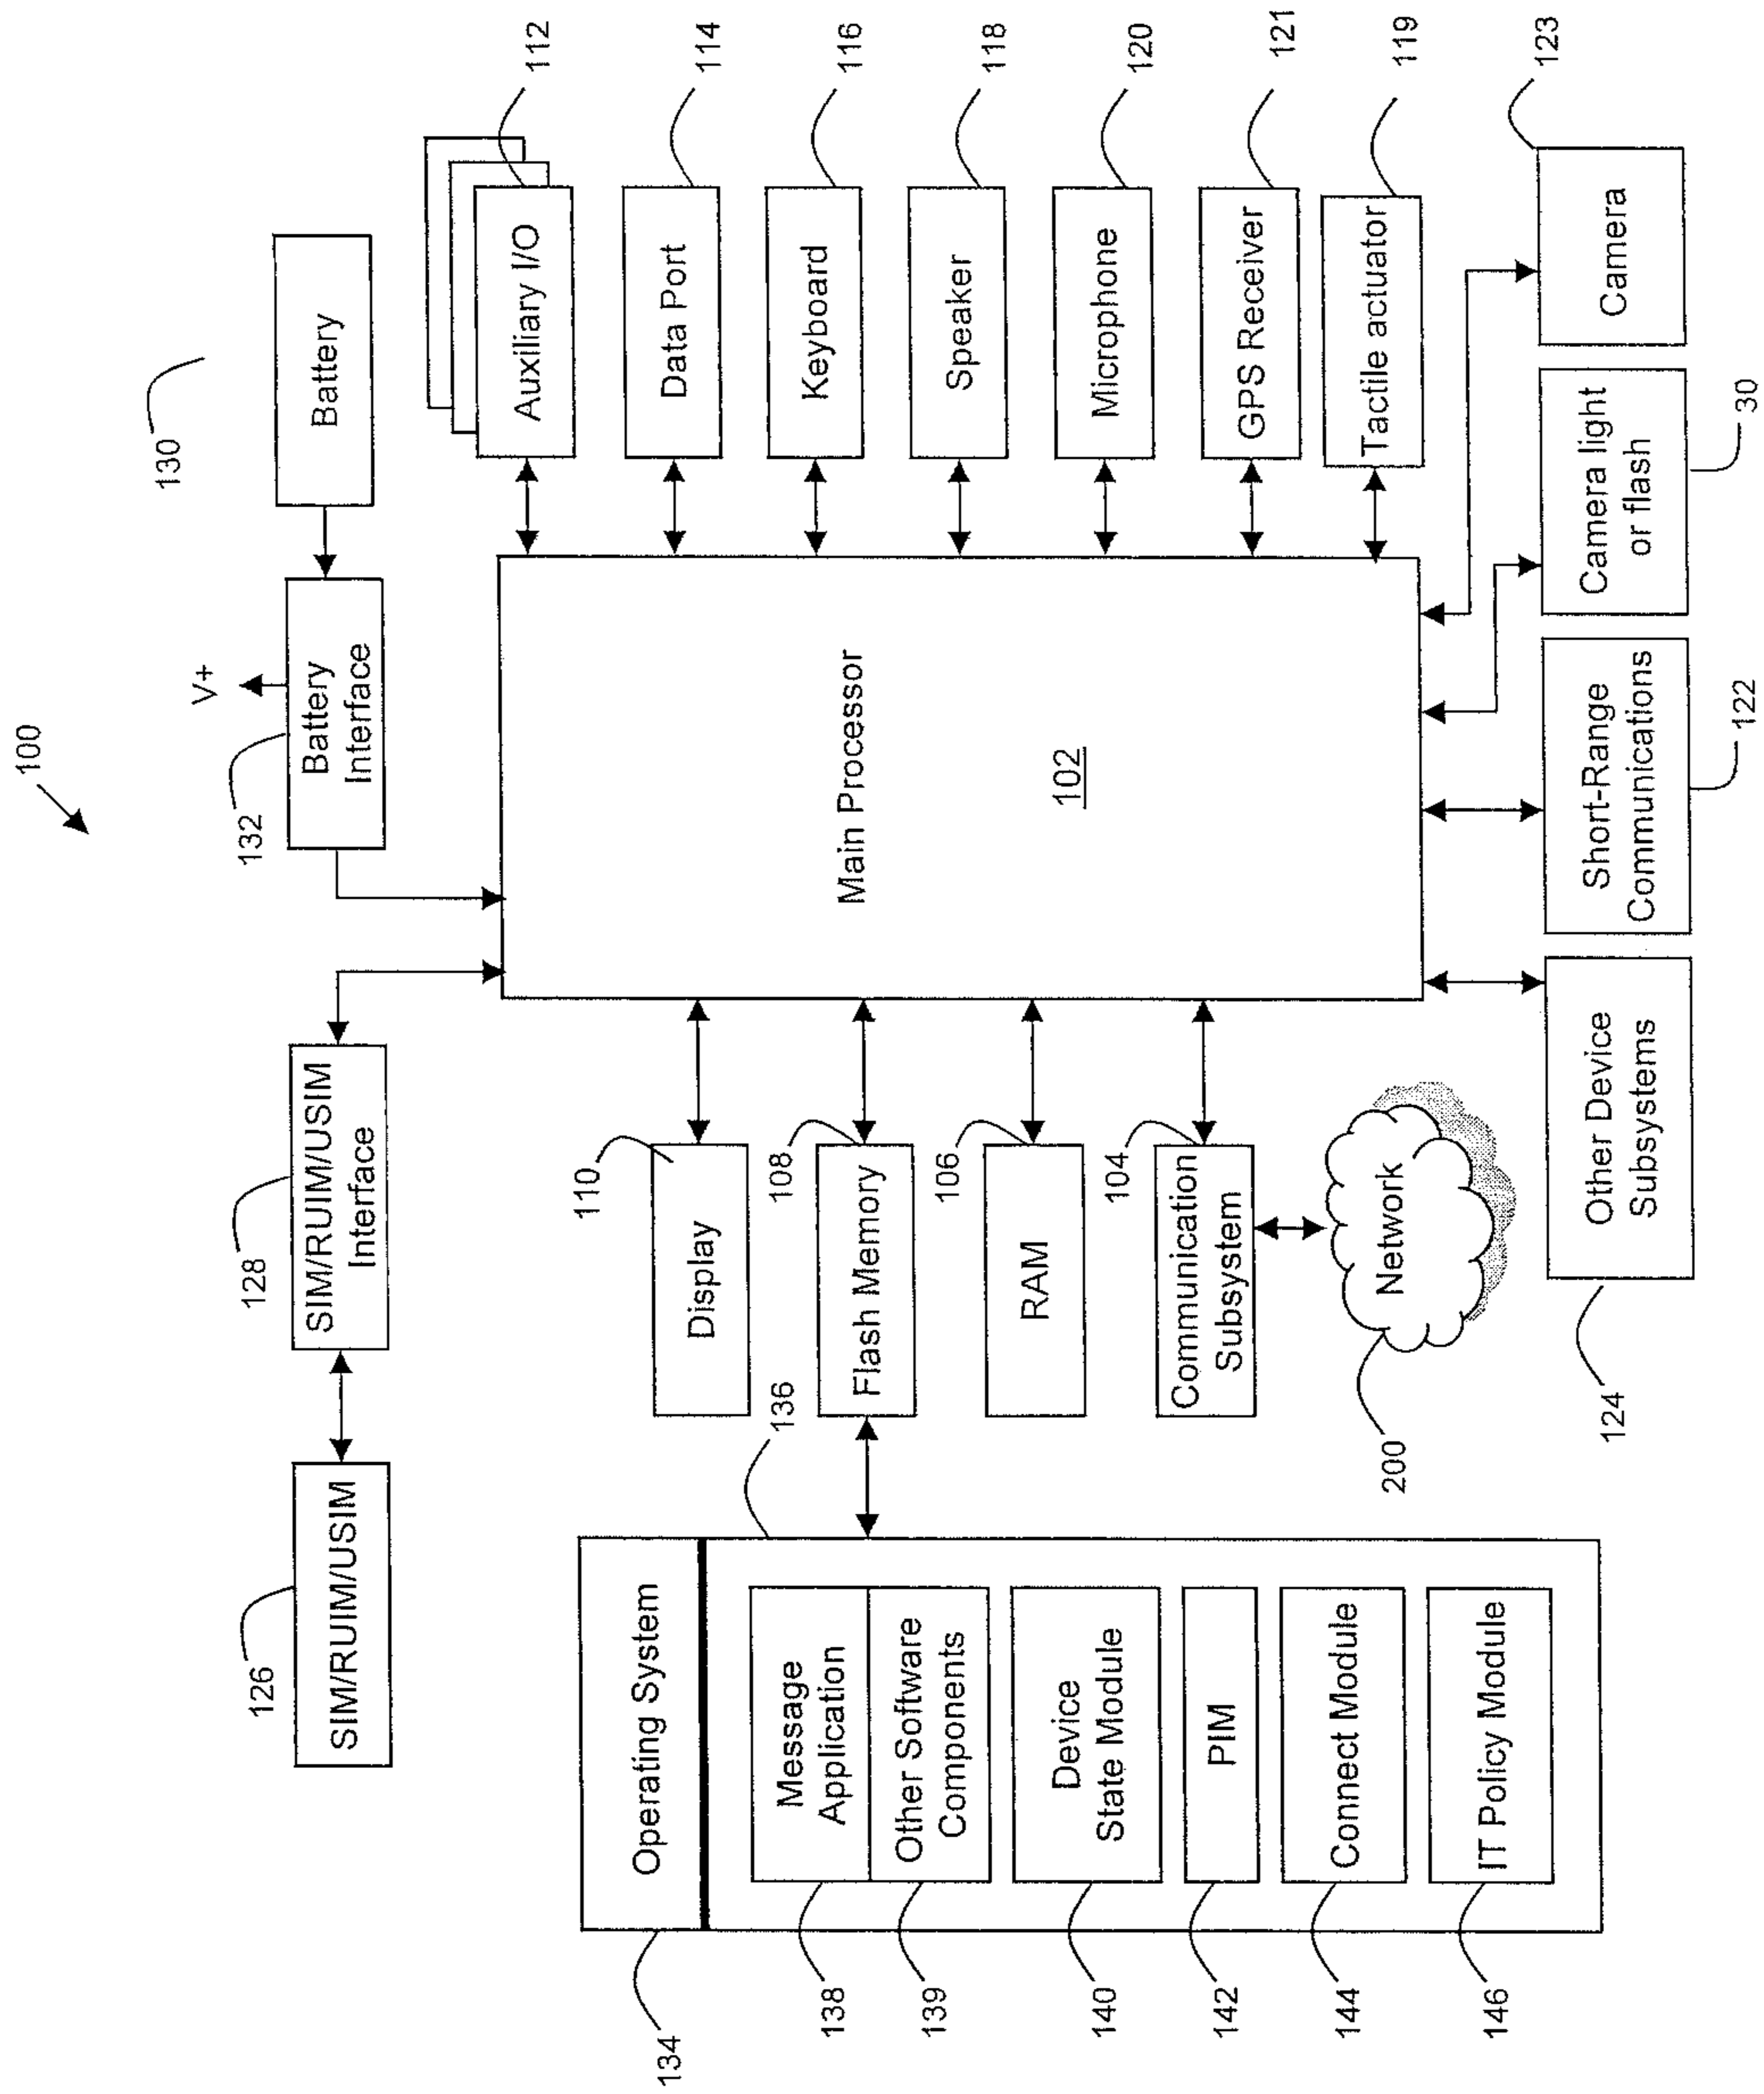 100
130
Battery
V+
132
Battery
Interface
128
SIM/RUIM/USIM
Interface
126
SIM/RUIM/USIM
Auxiliary I/O
112
Data Port
114
Keyboard
116
Speaker
118
Microphone
120
GPS Receiver
121
Tactile actuator
119
Main Processor
102
110
Display
108
Flash Memory
106
RAM
104
Communication
Subsystem
Network
200
136
Operating System
134
Message
Application
138
Other Software
Components
139
Device
State Module
140
PIM
142
Connect Module
144
IT Policy Module
146
Other Device
Subsystems
124
Short-Range
Communications
122
Camera light
or flash
30
Camera
123